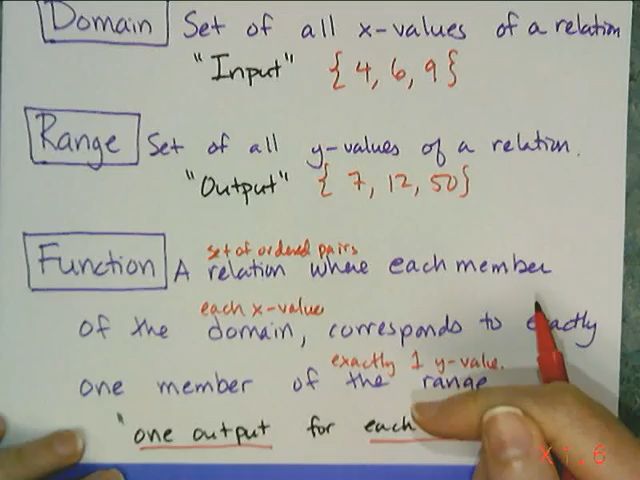 Domain Set of all x-values of a relation
"Input" { 4, 6, 9 }
Range Set of all y-values of a relation.
"Output" { 7, 12, 50 }
set of ordered pairs
Function A relation where each member
each x-value
of the domain, corresponds to exactly
exactly 1 y-value.
one member of the range
"one output for each
X1.6